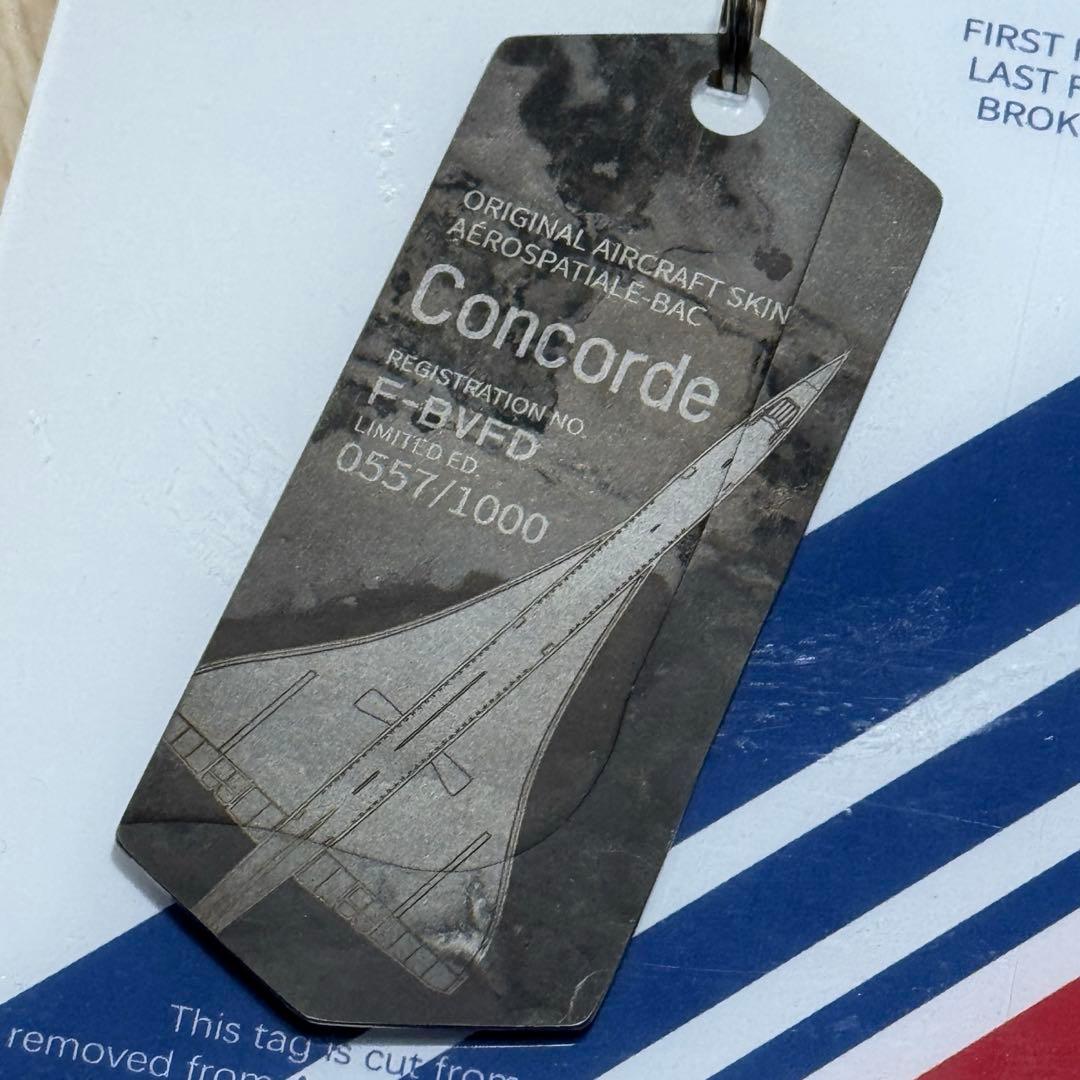 FIRST
LAST
ORIGINAL AIRCRAFT SKIN
AÉROSPATIALE-BAC
Concorde
REGISTRATION NO.
F-BVFD
LIMITED ED.
0557/1000
This tag is cut from
removed from